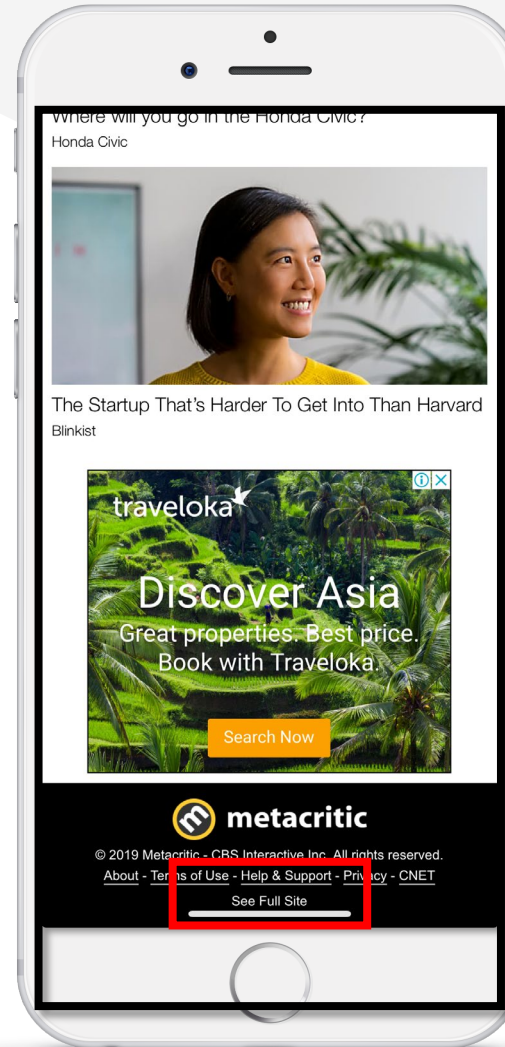 Where will you go in the Honda Civic?
Honda Civic
The Startup That's Harder To Get Into Than Harvard
Blinkist
traveloka
Discover Asia
Great properties. Best price.
Book with Traveloka.
Search Now
metacritic
© 2019 Metacritic - CBS Interactive Inc. All rights reserved.
About - Terms of Use - Help & Support - Privacy - CNET
See Full Site